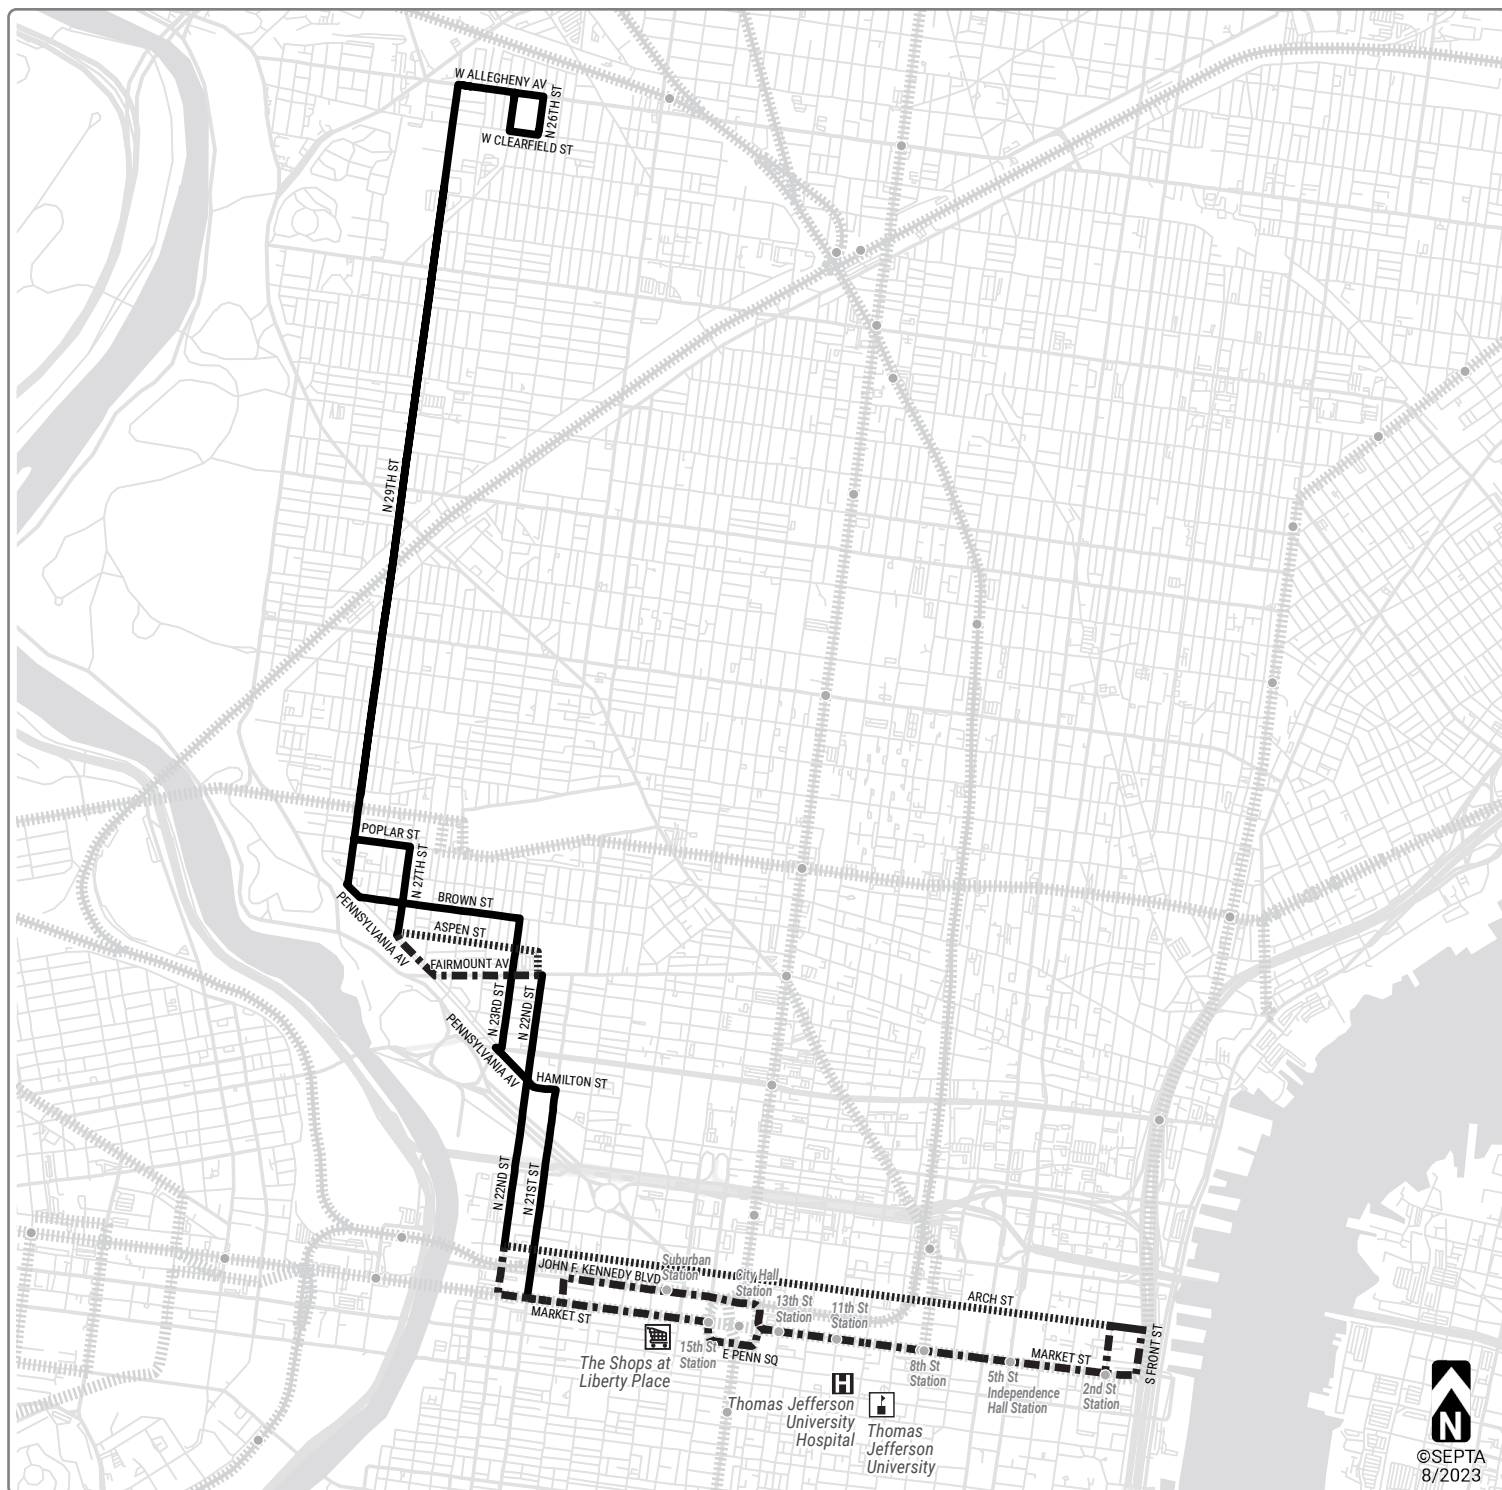 W ALLEGHENY AV
N 26TH ST
W CLEARFIELD ST
N 29TH ST
POPLAR ST
N 27TH ST
BROWN ST
PENNSYLVANIA AV
ASPEN ST
FAIRMOUNT AV
N 23RD ST
N 22ND ST
PENNSYLVANIA AV
HAMILTON ST
N 22ND ST
N 21ST ST
Suburban
Station
City Hall
Station
JOHN F. KENNEDY BLVD
ARCH ST
13th St
Station
11th St
Station
MARKET ST
S FRONT ST
15th St
Station
E PENN SQ
MARKET ST
The Shops at
Liberty Place
8th St
Station
5th St
Independence
Hall Station
2nd St
Station
H
Thomas Jefferson
University
Hospital
Thomas
Jefferson
University
N
©SEPTA
8/2023